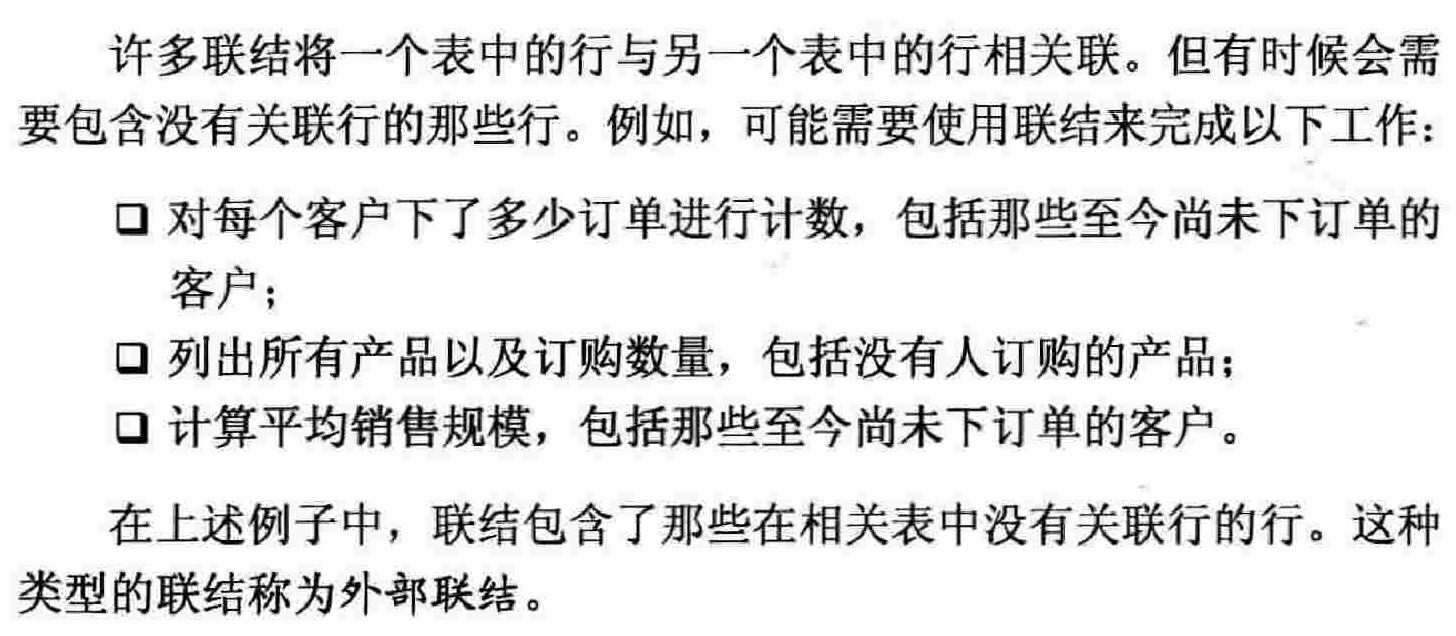 许多联结将一个表中的行与另一个表中的行相关联。但有时候会需
要包含没有关联行的那些行。例如，可能需要使用联结来完成以下工作：
❑ 对每个客户下了多少订单进行计数，包括那些至今尚未下订单的
客户；
❑ 列出所有产品以及订购数量，包括没有人订购的产品；
❑ 计算平均销售规模，包括那些至今尚未下订单的客户。
在上述例子中，联结包含了那些在相关表中没有关联行的行。这种
类型的联结称为外部联结。